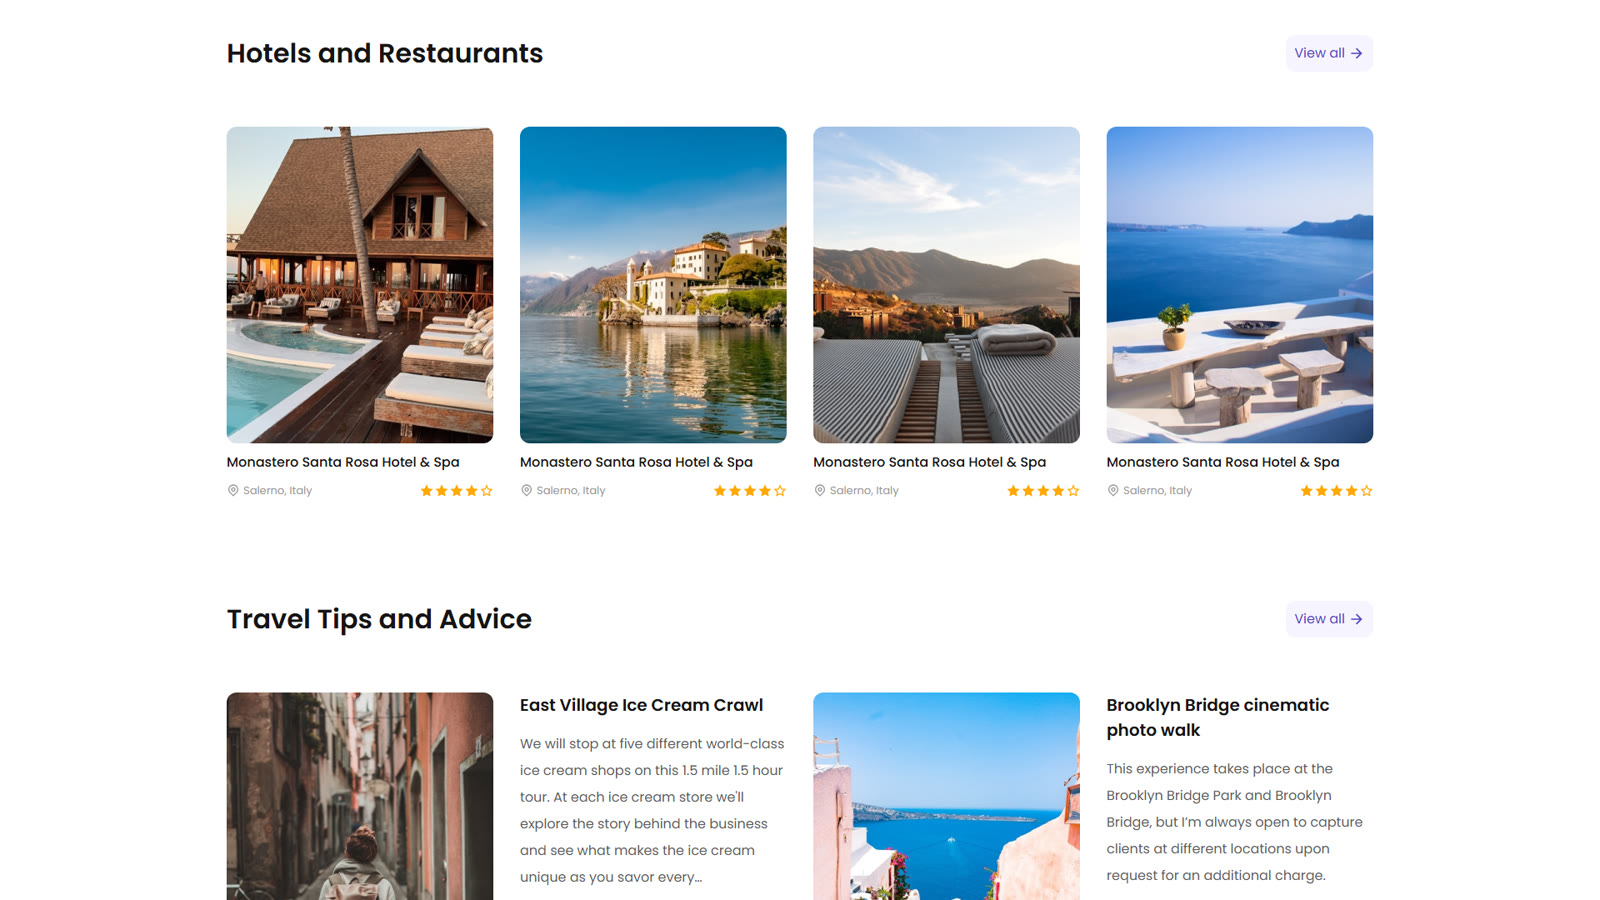 Hotels and Restaurants
View all
Monastero Santa Rosa Hotel & Spa
Salerno, Italy
Monastero Santa Rosa Hotel & Spa
Salerno, Italy
Monastero Santa Rosa Hotel & Spa
Salerno, Italy
Monastero Santa Rosa Hotel & Spa
Salerno, Italy
Travel Tips and Advice
View all
East Village Ice Cream Crawl
We will stop at five different world-class
ice cream shops on this 1.5 mile 1.5 hour
tour. At each ice cream store we'll
explore the story behind the business
and see what makes the ice cream
unique as you savor every...
Brooklyn Bridge cinematic
photo walk
This experience takes place at the
Brooklyn Bridge Park and Brooklyn
Bridge, but I'm always open to capture
clients at different locations upon
request for an additional charge.